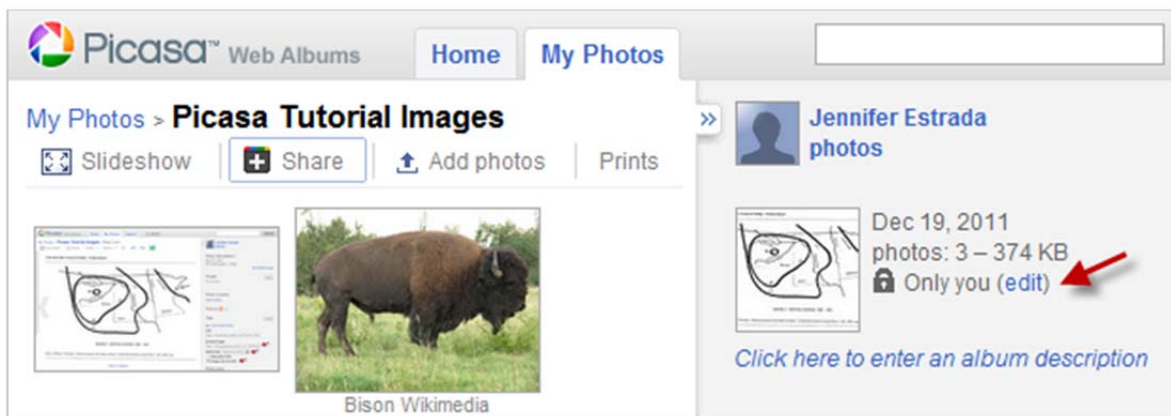 Picasa™ Web Albums
Home
My Photos
My Photos > Picasa Tutorial Images
Slideshow
Share
Add photos
Prints
Bison Wikimedia
»
Jennifer Estrada
photos
Dec 19, 2011
photos: 3 – 374 KB
Only you (edit)
Click here to enter an album description